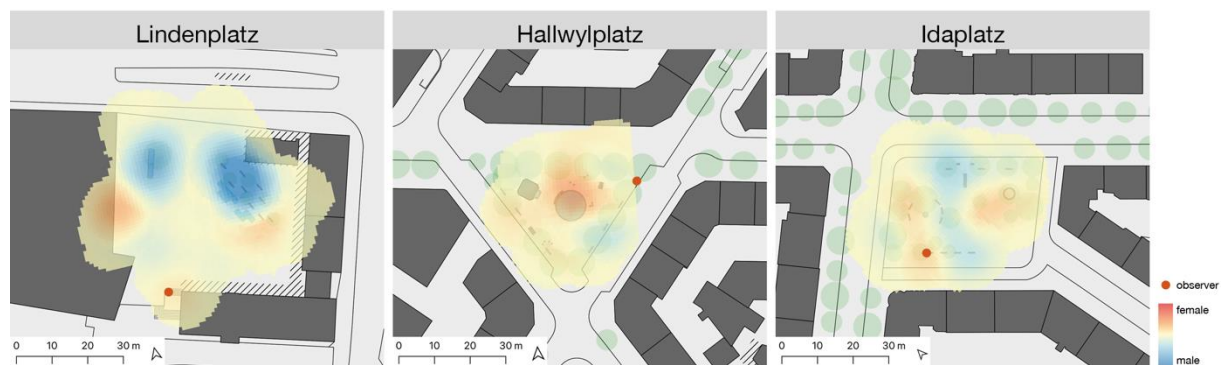 Lindenplatz
Hallwylplatz
Idaplatz
0 10 20 30 m
0 10 20 30 m
0 10 20 30 m
observer
female
male